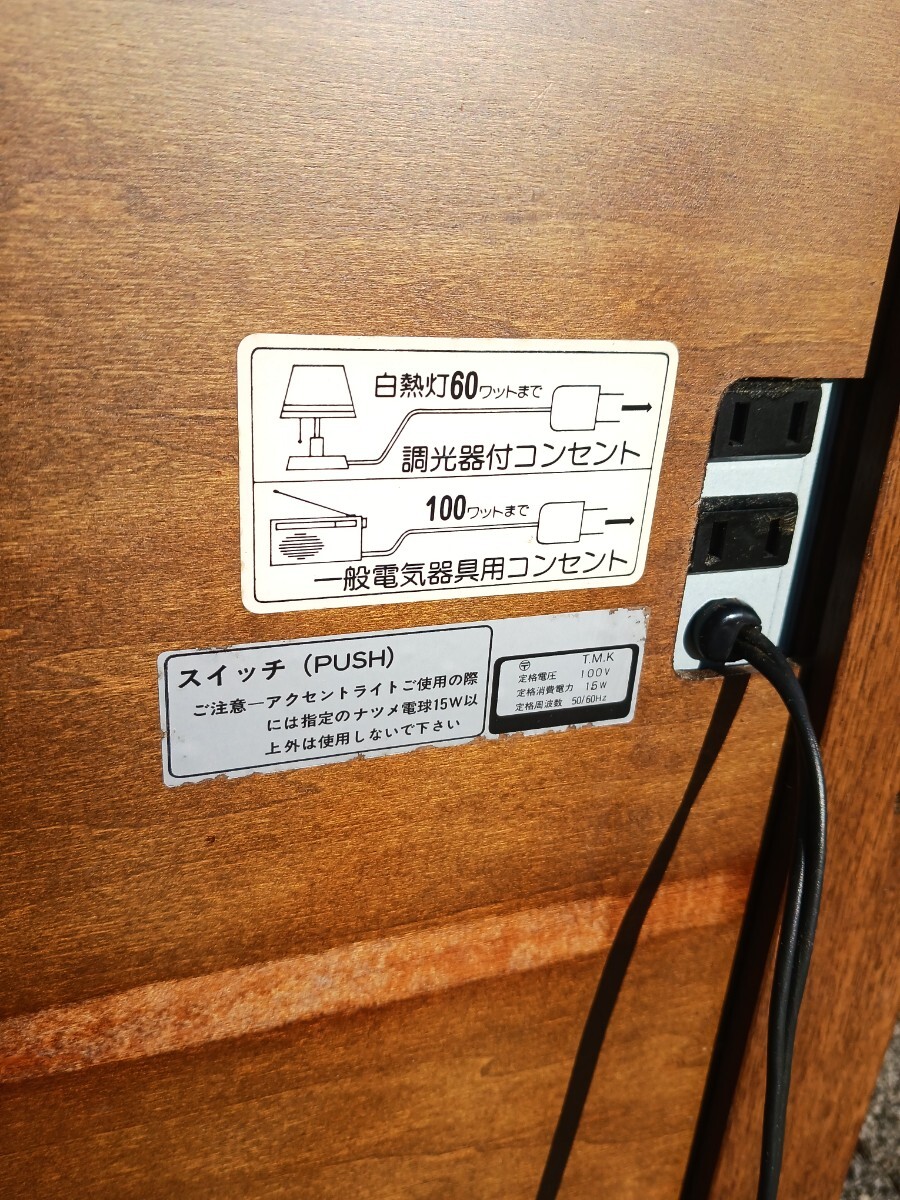 白熱灯60ワットまで
調光器付コンセント
100ワットまで
一般電気器具用コンセント
スイッチ (PUSH)
ご注意ーアクセントライトご使用の際
には指定のナツメ電球15W以
上外は使用しないで下さい
〒 T.M.K
定格電圧 100V
定格消費電力 15W
定格周波数 50/60Hz